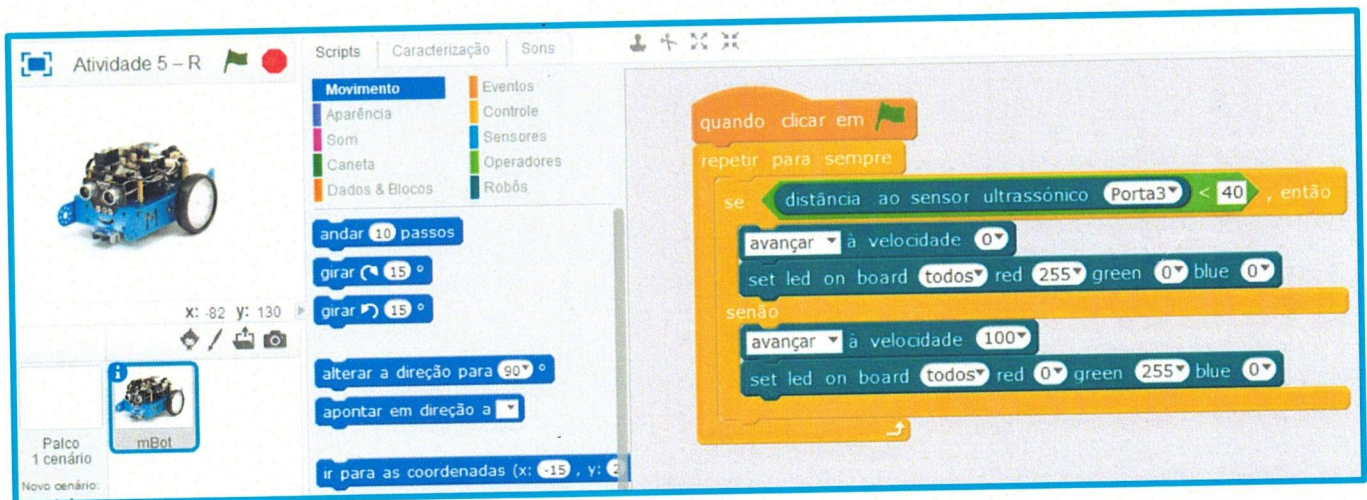 Atividade 5 – R
Scripts
Caracterização
Sons
Movimento
Aparência
Som
Caneta
Dados & Blocos
Eventos
Controle
Sensores
Operadores
Robôs
andar 10 passos
girar 15 °
girar 15 °
alterar a direção para 90 °
apontar em direção a
ir para as coordenadas (x: -15 , y:
x: -82 y: 130
Palco
1 cenário
mBot
Novo cenário:
quando clicar em
repetir para sempre
se distância ao sensor ultrassónico Porta3 < 40 , então
avançar à velocidade 0
set led on board todos red 255 green 0 blue 0
senão
avançar à velocidade 100
set led on board todos red 0 green 255 blue 0